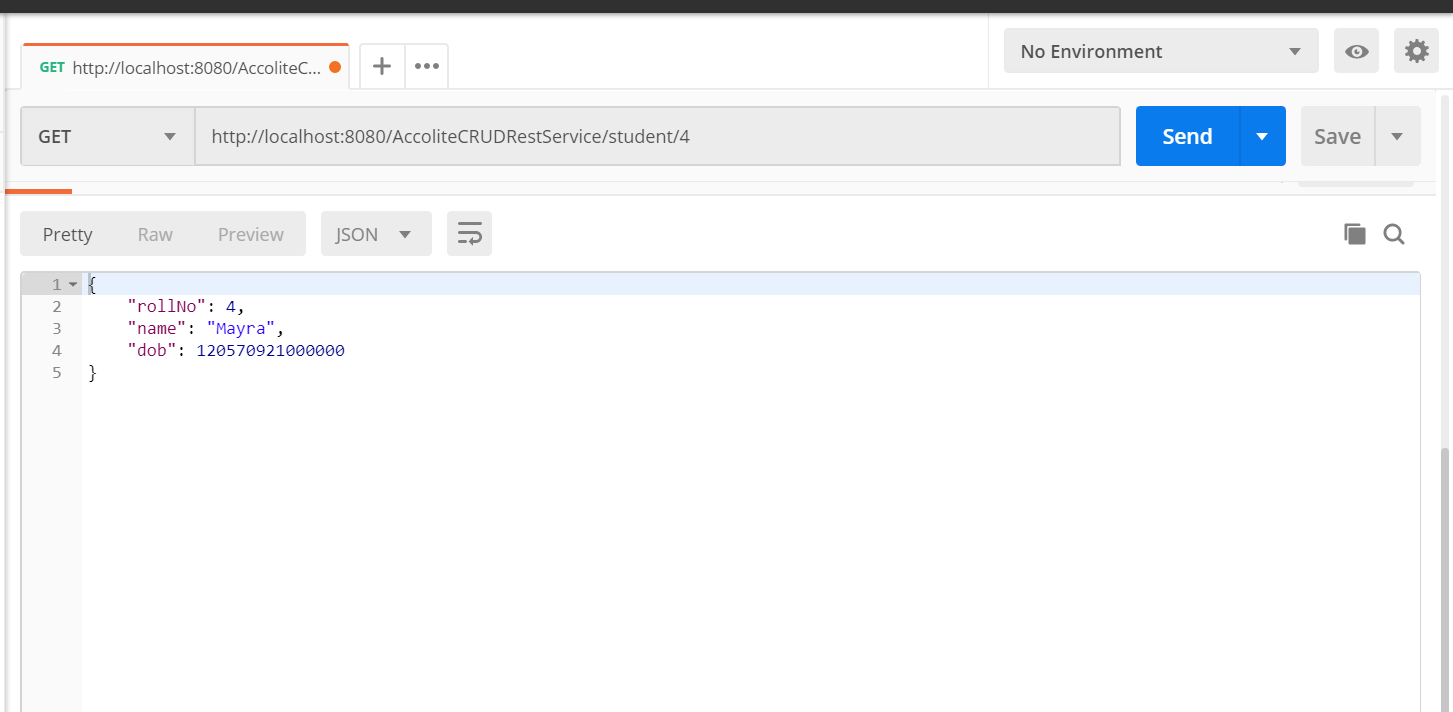 GET http://localhost:8080/AccoliteC...
No Environment
GET http://localhost:8080/AccoliteCRUDRestService/student/4 Send Save
Pretty Raw Preview JSON
1 {
2 "rollNo": 4,
3 "name": "Mayra",
4 "dob": 120570921000000
5 }